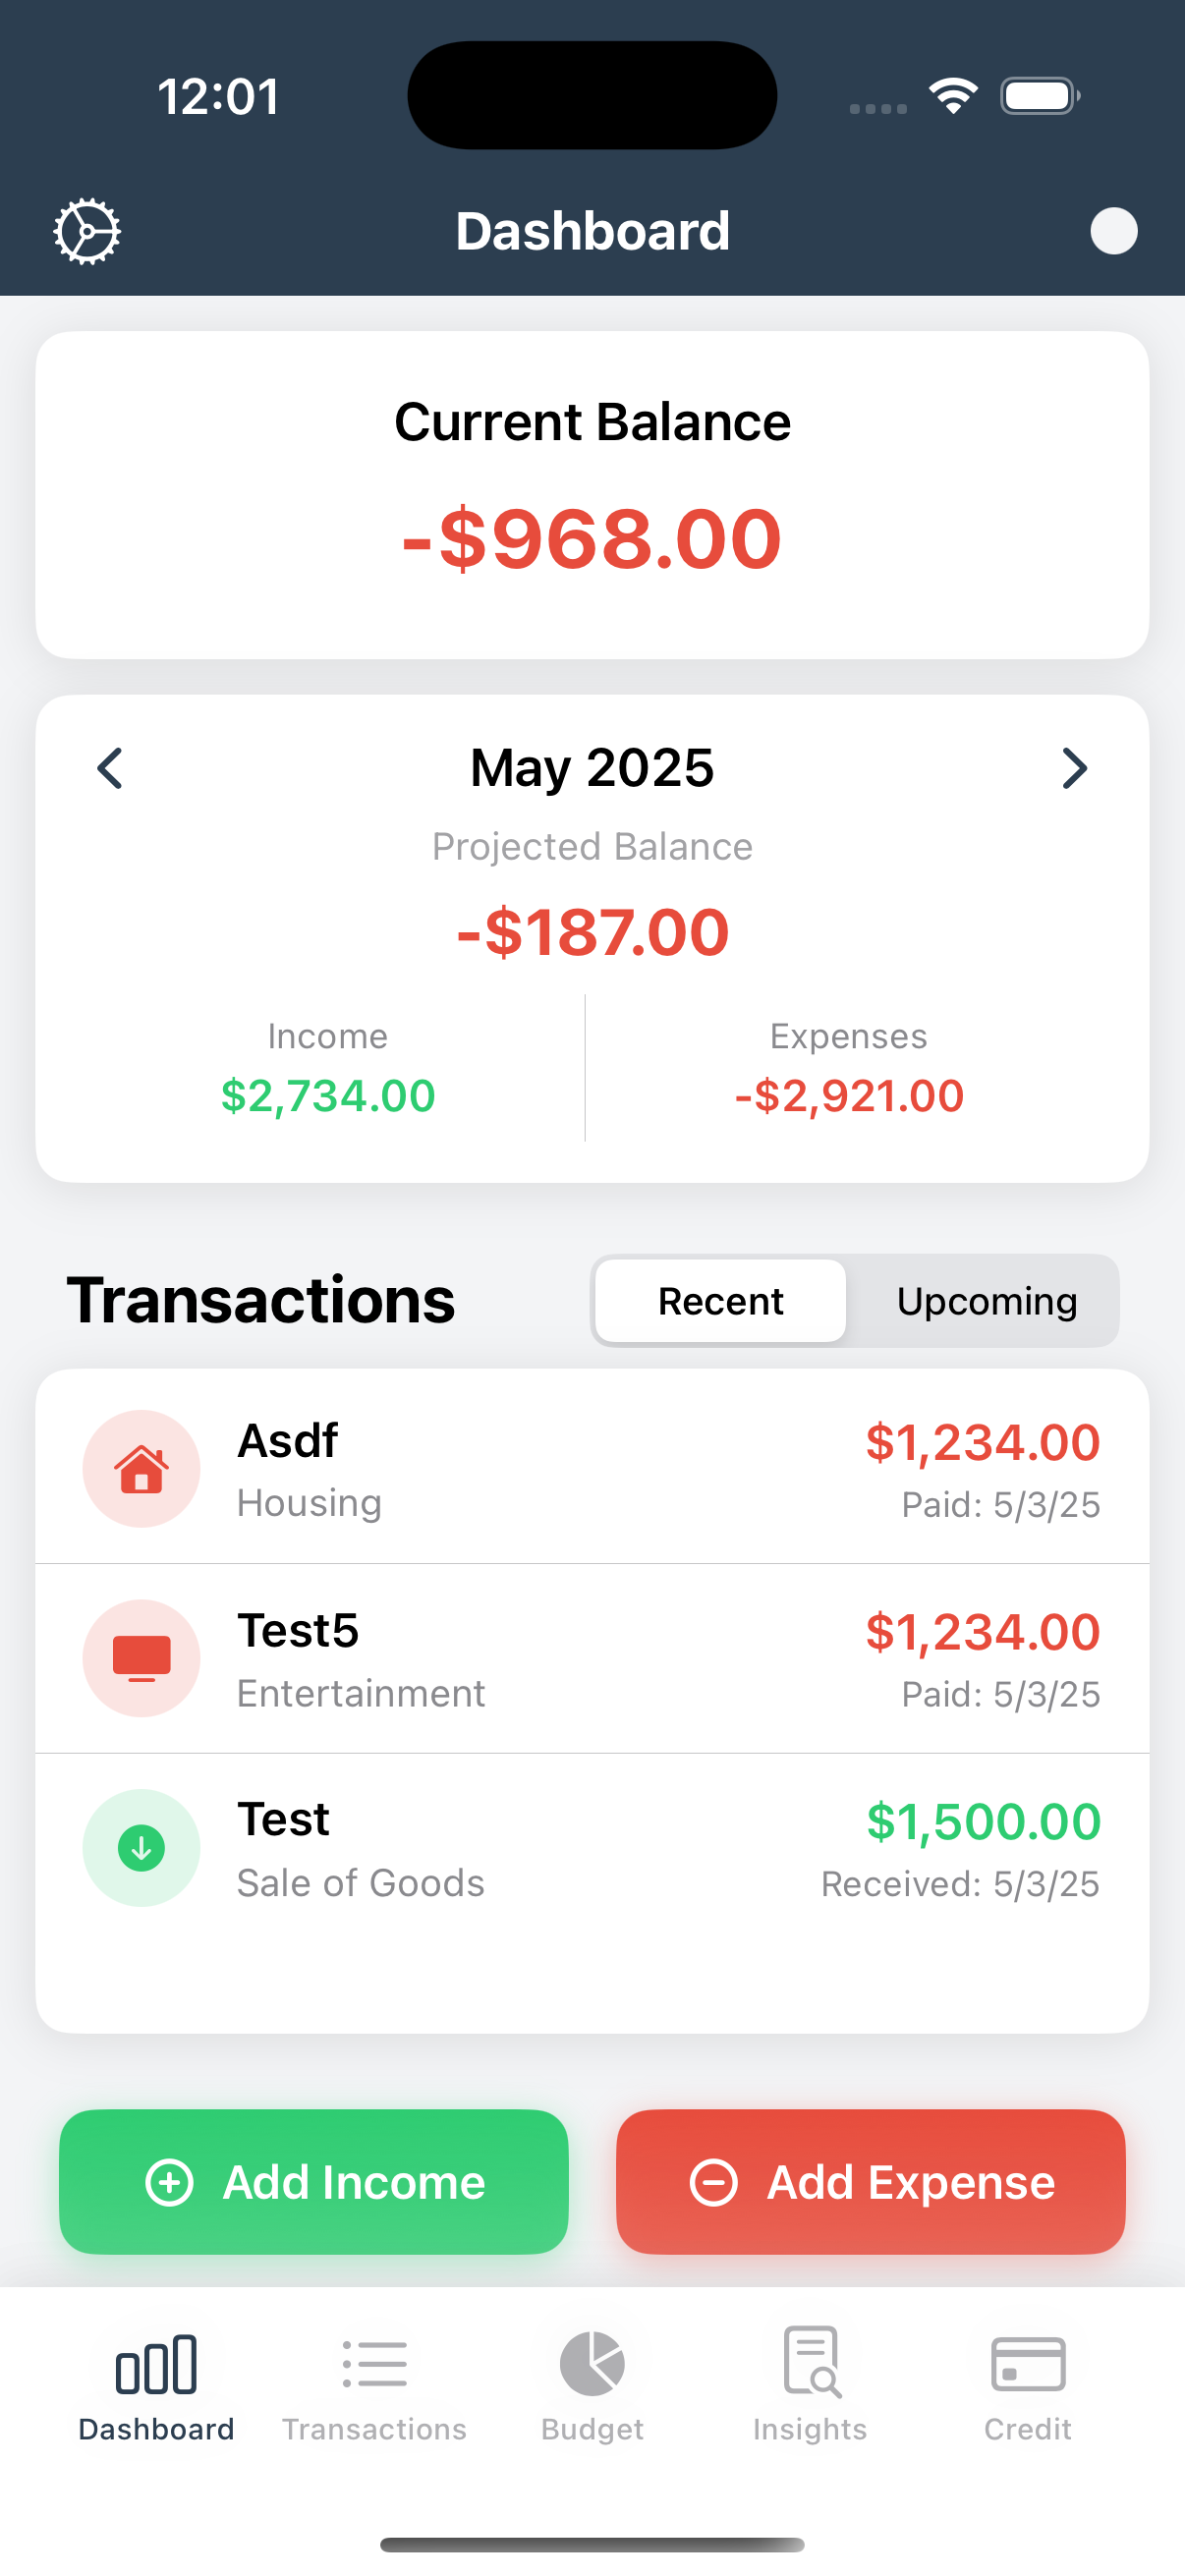 12:01
Dashboard
Current Balance
-$968.00
May 2025
Projected Balance
-$187.00
Income
Expenses
$2,734.00
-$2,921.00
Transactions
Recent
Upcoming
Asdf
$1,234.00
Housing
Paid: 5/3/25
Test5
$1,234.00
Entertainment
Paid: 5/3/25
Test
$1,500.00
Sale of Goods
Received: 5/3/25
Add Income
Add Expense
Dashboard
Transactions
Budget
Insights
Credit